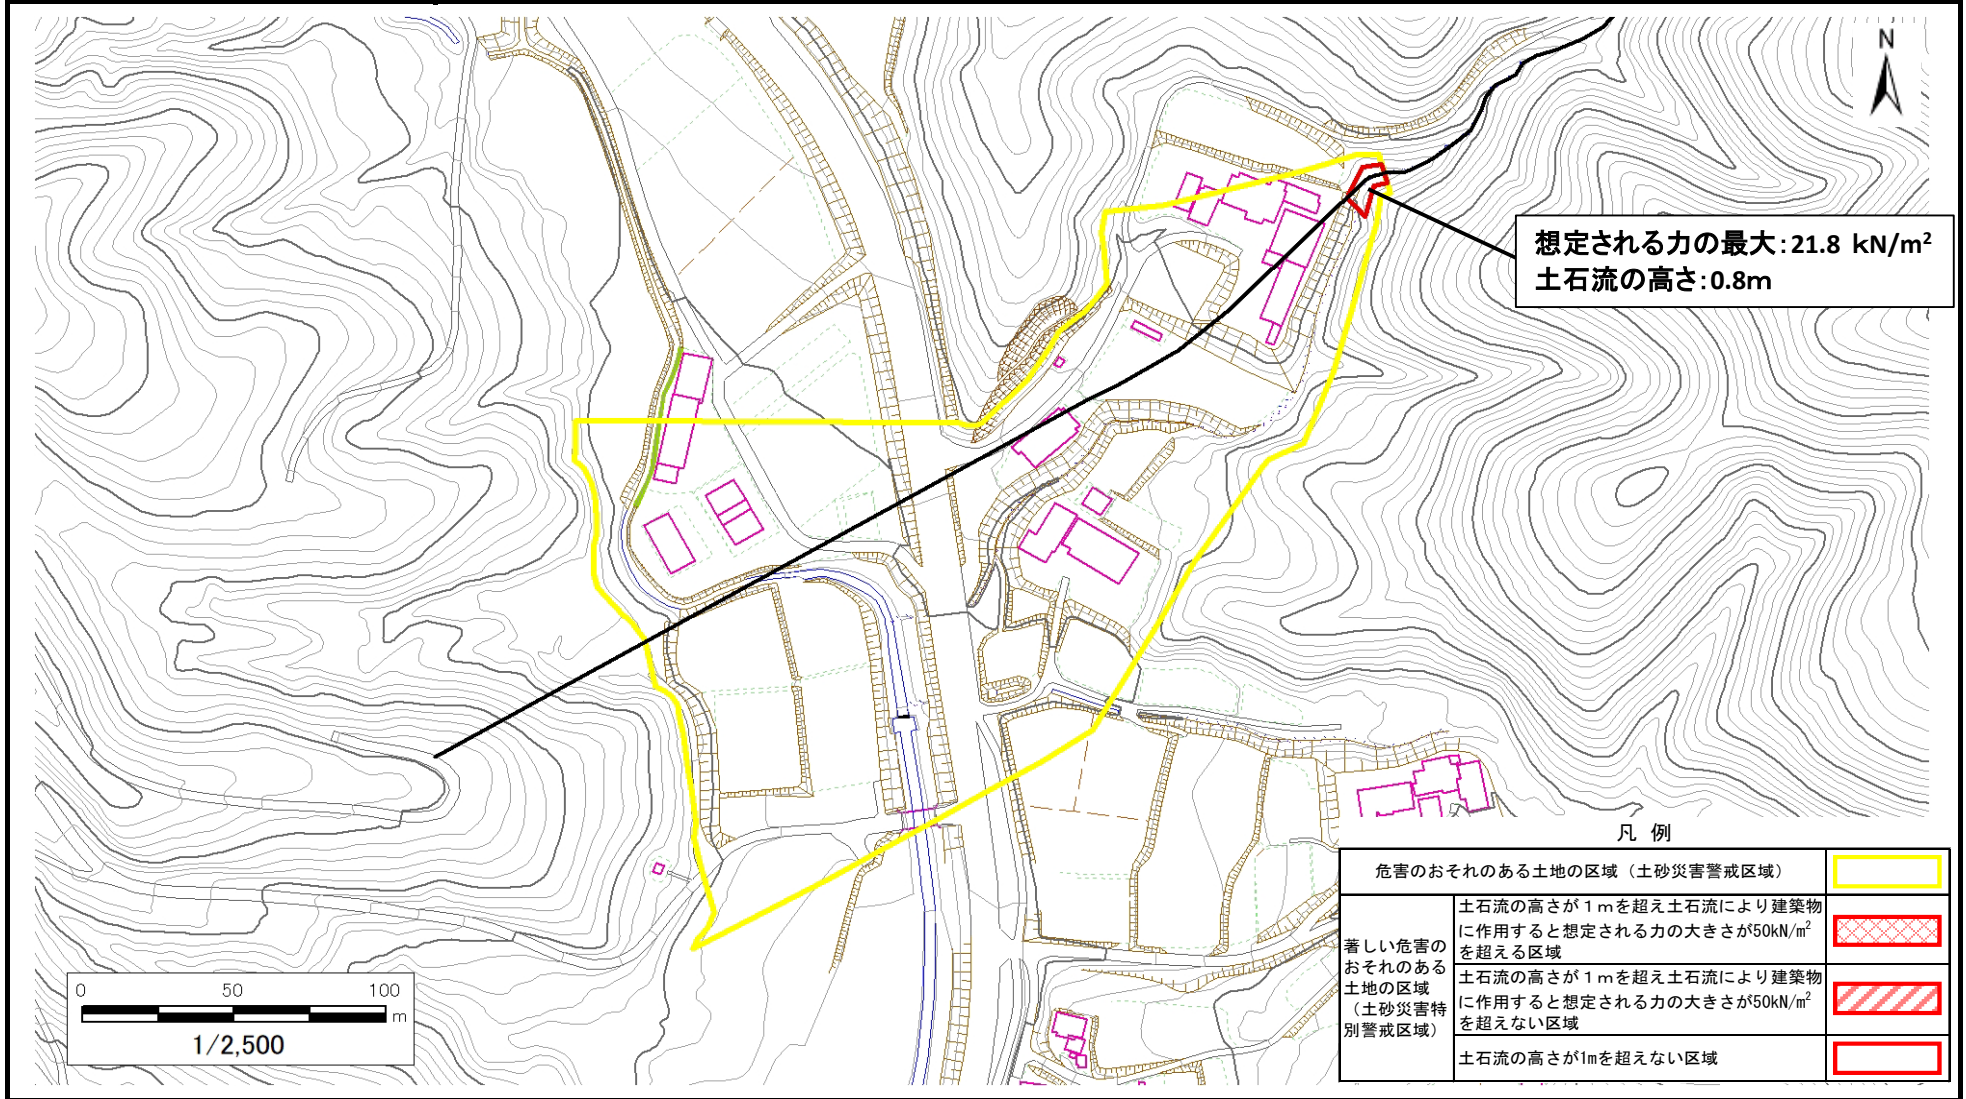 N
想定される力の最大:21.8 kN/m²
土石流の高さ:0.8m
凡 例
危害のおそれのある土地の区域（土砂災害警戒区域）
著しい危害の
おそれのある
土地の区域
（土砂災害特
別警戒区域）
土石流の高さが１ｍを超え土石流により建築物
に作用すると想定される力の大きさが50kN/m²
を超える区域
土石流の高さが１ｍを超え土石流により建築物
に作用すると想定される力の大きさが50kN/m²
を超えない区域
土石流の高さが1mを超えない区域
0 50 100
m
1/2,500